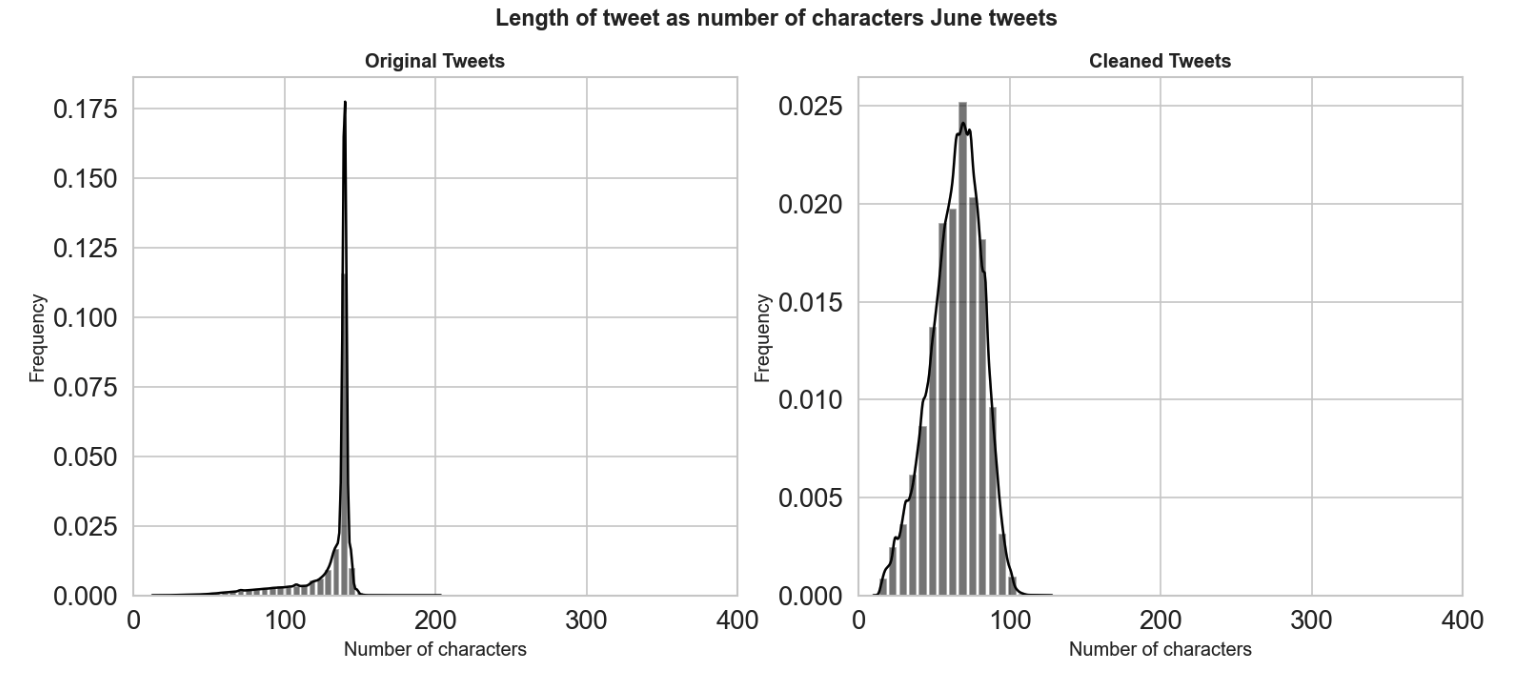 Length of tweet as number of characters June tweets
Original Tweets
0.175
0.150
0.125
0.100
0.075
0.050
0.025
0.000
Frequency
0 100 200 300 400
Number of characters
Cleaned Tweets
0.025
0.020
0.015
0.010
0.005
0.000
Frequency
0 100 200 300 400
Number of characters